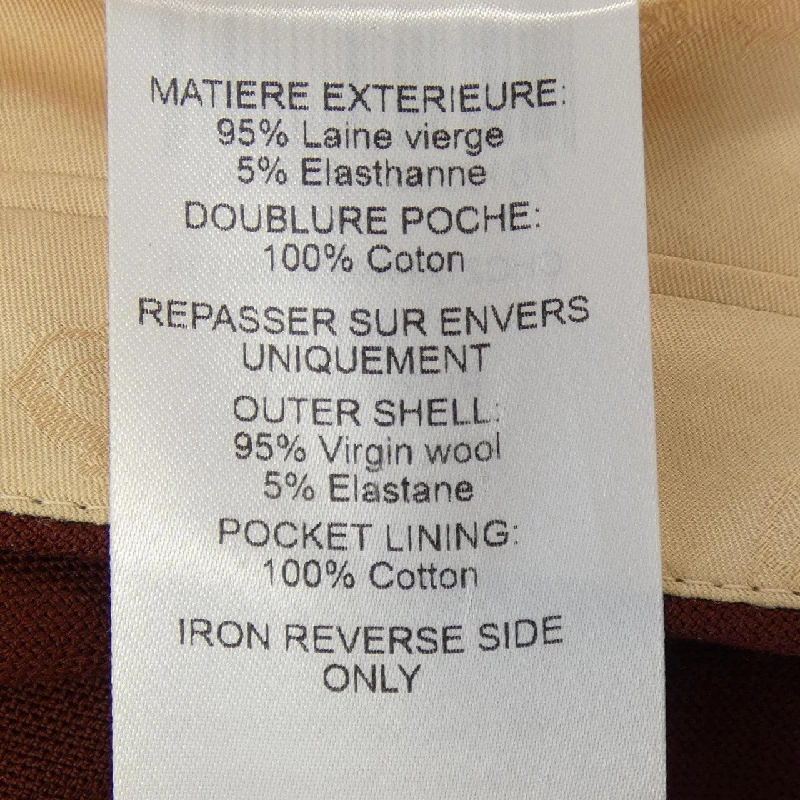 MATIERE EXTERIEURE:
95% Laine vierge
5% Elasthanne
DOUBLURE POCHE:
100% Coton
REPASSER SUR ENVERS
UNIQUEMENT
OUTER SHELL:
95% Virgin wool
5% Elastane
POCKET LINING:
100% Cotton
IRON REVERSE SIDE
ONLY